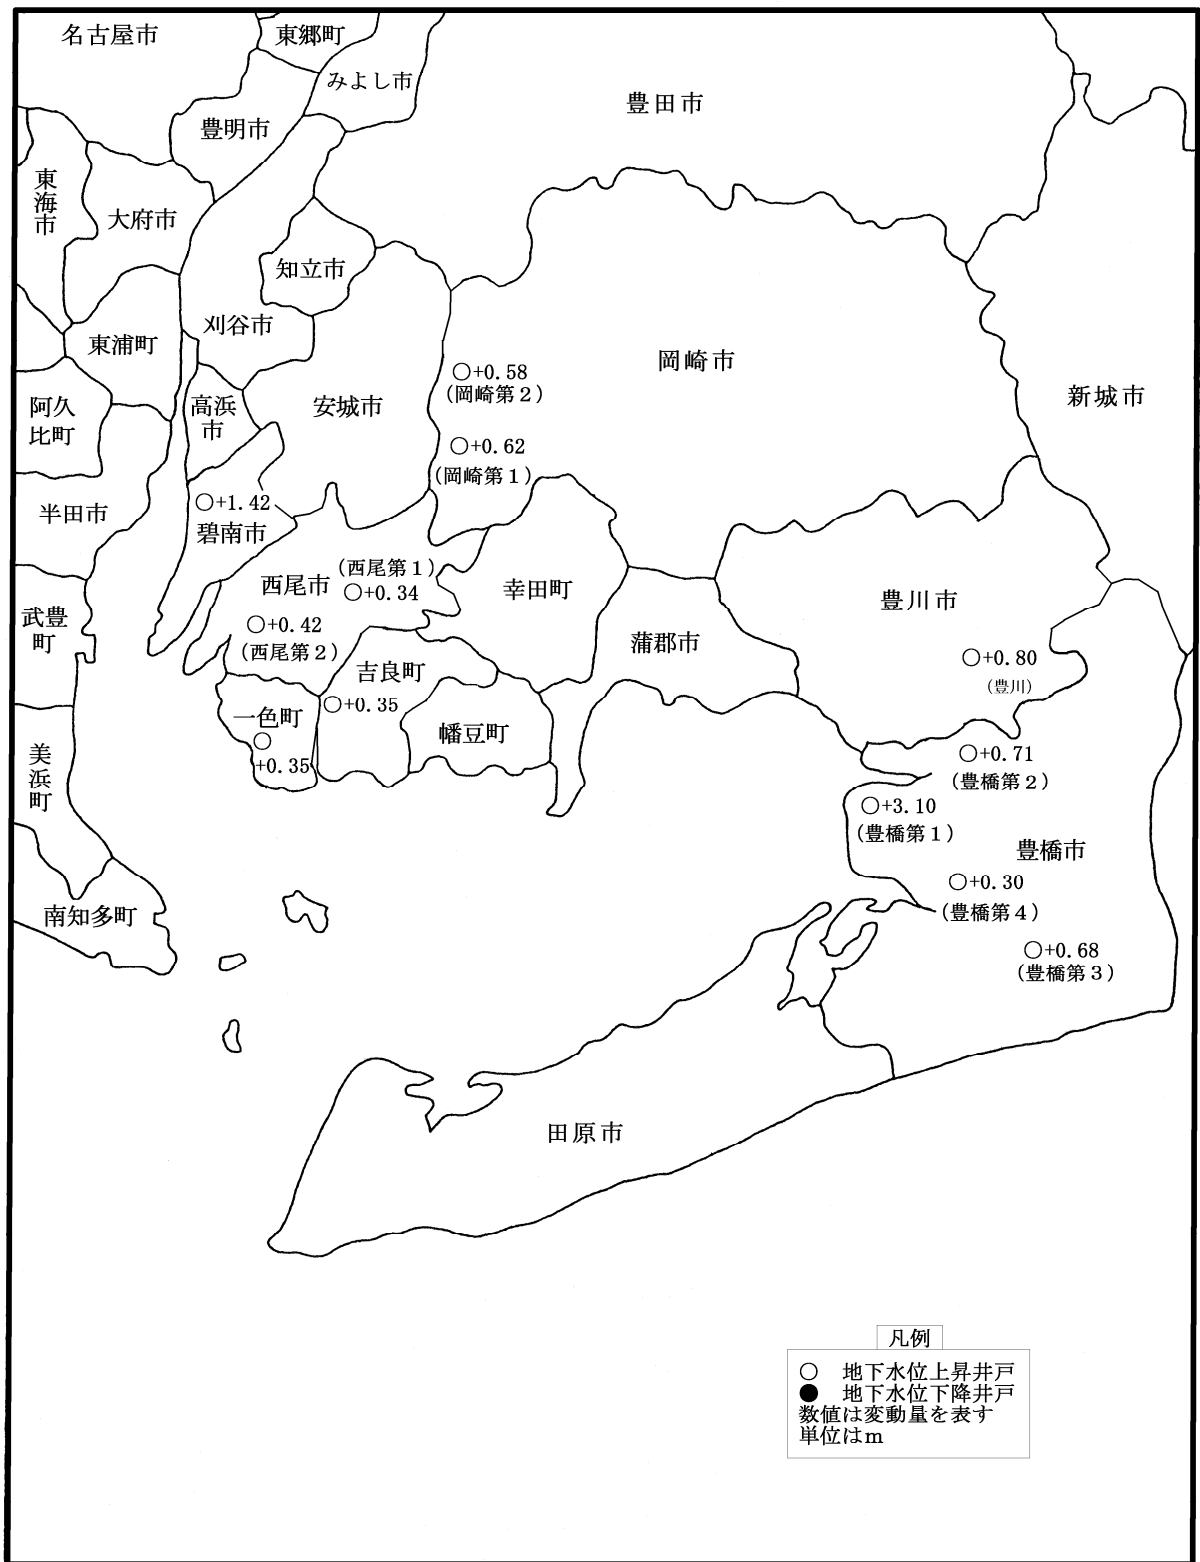 名古屋市
東郷町
みよし市
豊田市
豊明市
東海市
大府市
知立市
刈谷市
東浦町
岡崎市
○+0.58
(岡崎第2)
新城市
阿久
比町
高浜
市
安城市
○+0.62
(岡崎第1)
半田市
○+1.42
碧南市
(西尾第1)
西尾市
○+0.34
幸田町
豊川市
武豊
町
○+0.42
(西尾第2)
蒲郡市
○+0.80
(豊川)
吉良町
○+0.35
一色町
○
+0.35
幡豆町
美浜町
○+0.71
(豊橋第2)
○+3.10
(豊橋第1)
豊橋市
○+0.30
(豊橋第4)
南知多町
○+0.68
(豊橋第3)
田原市
凡例
○ 地下水位上昇井戸
● 地下水位下降井戸
数値は変動量を表す
単位はm